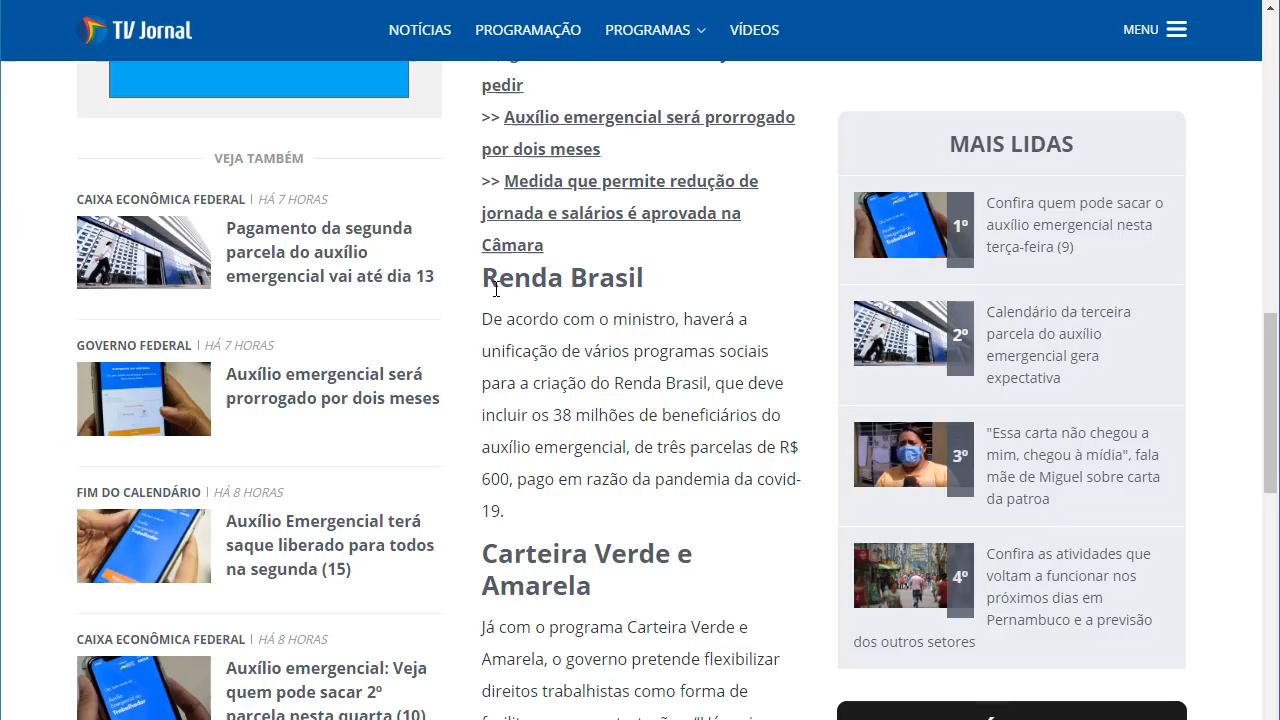 TV Jornal
NOTÍCIAS
PROGRAMAÇÃO
PROGRAMAS
VÍDEOS
MENU
VEJA TAMBÉM
CAIXA ECONÔMICA FEDERAL | HÁ 7 HORAS
Pagamento da segunda
parcela do auxílio
emergencial vai até dia 13
GOVERNO FEDERAL | HÁ 7 HORAS
Auxílio emergencial será
prorrogado por dois meses
FIM DO CALENDÁRIO | HÁ 8 HORAS
Auxílio Emergencial terá
saque liberado para todos
na segunda (15)
CAIXA ECONÔMICA FEDERAL | HÁ 8 HORAS
Auxílio emergencial: Veja
quem pode sacar 2º
parcela nesta quarta (10)
pedir
>> Auxílio emergencial será prorrogado
por dois meses
>> Medida que permite redução de
jornada e salários é aprovada na
Câmara
Renda Brasil
De acordo com o ministro, haverá a
unificação de vários programas sociais
para a criação do Renda Brasil, que deve
incluir os 38 milhões de beneficiários do
auxílio emergencial, de três parcelas de R$
600, pago em razão da pandemia da covid-
19.
Carteira Verde e
Amarela
Já com o programa Carteira Verde e
Amarela, o governo pretende flexibilizar
direitos trabalhistas como forma de
MAIS LIDAS
1º
Confira quem pode sacar o
auxílio emergencial nesta
terça-feira (9)
2º
Calendário da terceira
parcela do auxílio
emergencial gera
expectativa
3º
"Essa carta não chegou a
mim, chegou à mídia", fala
mãe de Miguel sobre carta
da patroa
4º
Confira as atividades que
voltam a funcionar nos
próximos dias em
Pernambuco e a previsão
dos outros setores